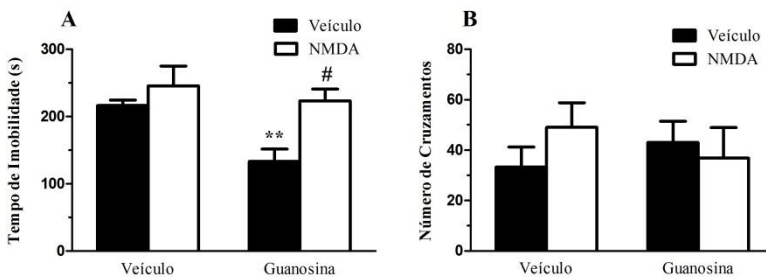 A
Veículo
NMDA
Tempo de Imobilidade (s)
300
200
100
0
**
#
Veículo
Guanosina
B
Veículo
NMDA
Número de Cruzamentos
80
60
40
20
0
Veículo
Guanosina